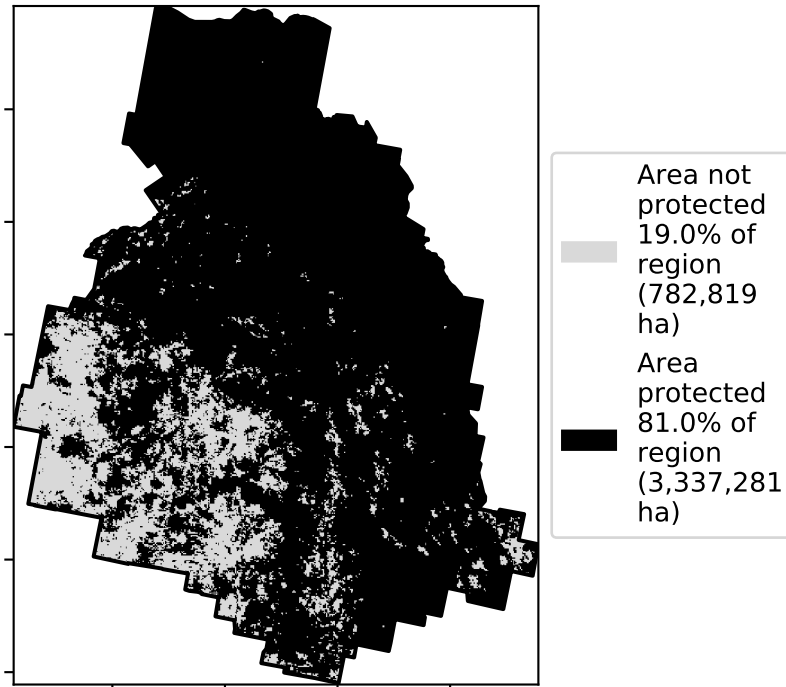 Area not
protected
19.0% of
region
(782,819
ha)
Area
protected
81.0% of
region
(3,337,281
ha)